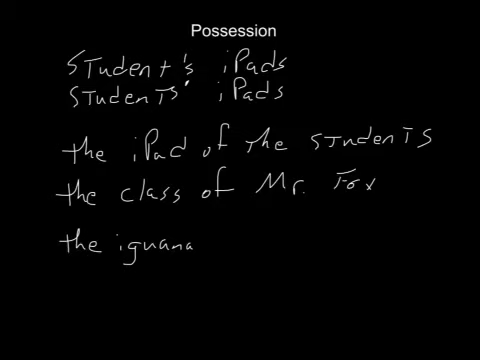 Possession
Student's iPads
Students' iPads
the iPad of the students
the class of Mr. Fox
the iguana